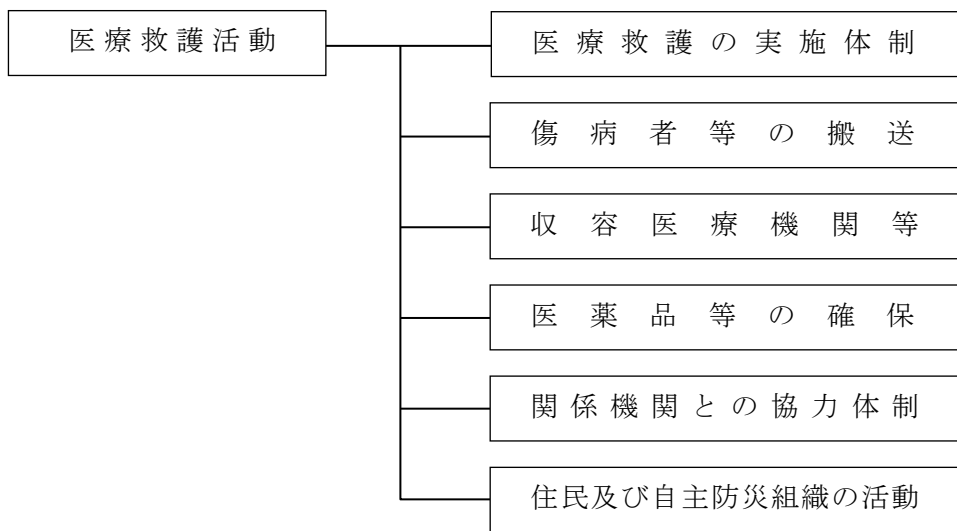 医療救護活動
医療救護の実施体制
傷病者等の搬送
収容医療機関等
医薬品等の確保
関係機関との協力体制
住民及び自主防災組織の活動